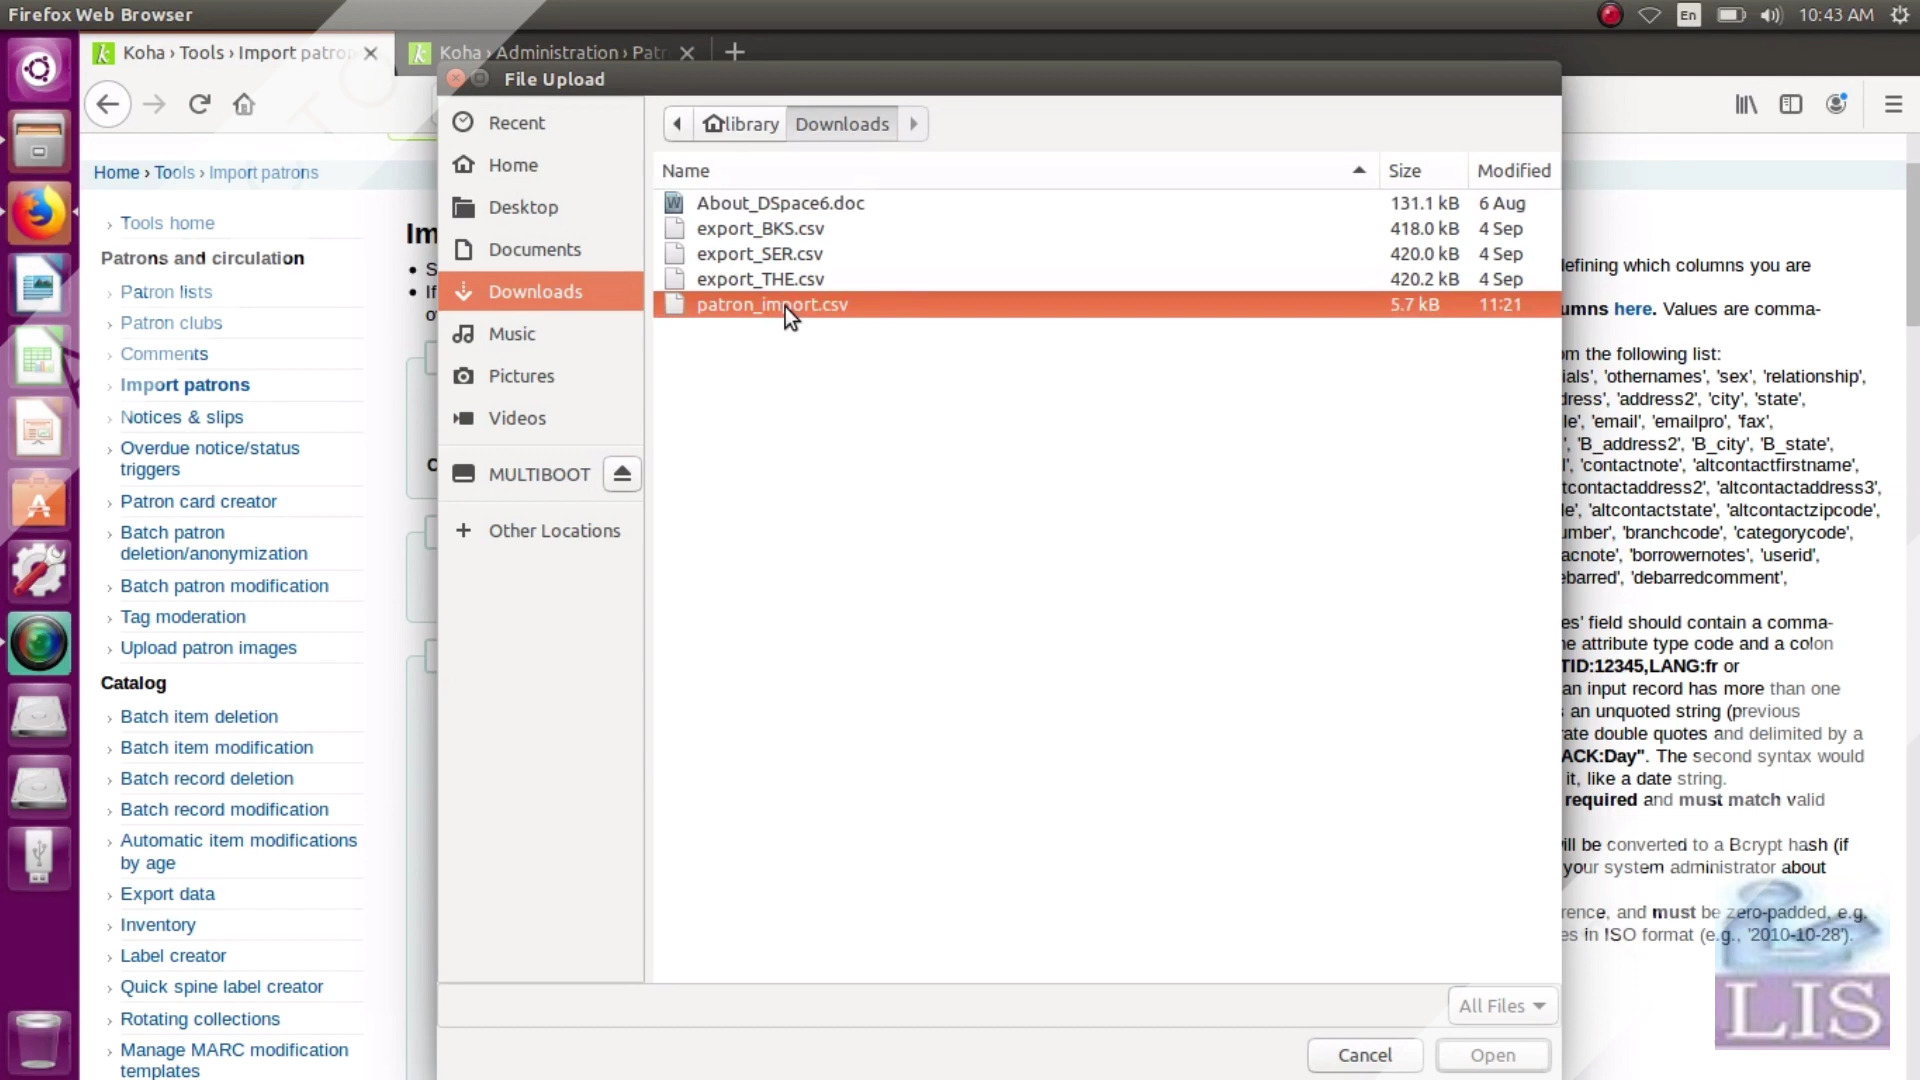 Firefox Web Browser
En
10:43 AM
Koha › Tools › Import patron
Koha › Administration › Patr
File Upload
Recent
Home
Desktop
Documents
Downloads
Music
Pictures
Videos
MULTIBOOT
Other Locations
library
Downloads
Name
Size
Modified
About_DSpace6.doc 131.1 kB 6 Aug
export_BKS.csv 418.0 kB 4 Sep
export_SER.csv 420.0 kB 4 Sep
export_THE.csv 420.2 kB 4 Sep
patron_import.csv 5.7 kB 11:21
All Files
Cancel
Open
Home › Tools › Import patrons
Tools home
Patrons and circulation
Patron lists
Patron clubs
Comments
Import patrons
Notices & slips
Overdue notice/status
triggers
Patron card creator
Batch patron
deletion/anonymization
Batch patron modification
Tag moderation
Upload patron images
Catalog
Batch item deletion
Batch item modification
Batch record deletion
Batch record modification
Automatic item modifications
by age
Export data
Inventory
Label creator
Quick spine label creator
Rotating collections
Manage MARC modification
templates
Im
S
If
o
defining which columns you are
umns here. Values are comma-
om the following list:
ials', 'othernames', 'sex', 'relationship',
dress', 'address2', 'city', 'state',
le', 'email', 'emailpro', 'fax',
', 'B_address2', 'B_city', 'B_state',
l', 'contactnote', 'altcontactfirstname',
tcontactaddress2', 'altcontactaddress3',
e', 'altcontactstate', 'altcontactzipcode',
umber', 'branchcode', 'categorycode',
acnote', 'borrowernotes', 'userid',
ebarred', 'debarredcomment',
es' field should contain a comma-
he attribute type code and a colon
TID:12345,LANG:fr or
an input record has more than one
s an unquoted string (previous
rate double quotes and delimited by a
ACK:Day". The second syntax would
it, like a date string.
required and must match valid
ill be converted to a Bcrypt hash (if
your system administrator about
rence, and must be zero-padded, e.g.
es in ISO format (e.g., '2010-10-28').
LIS